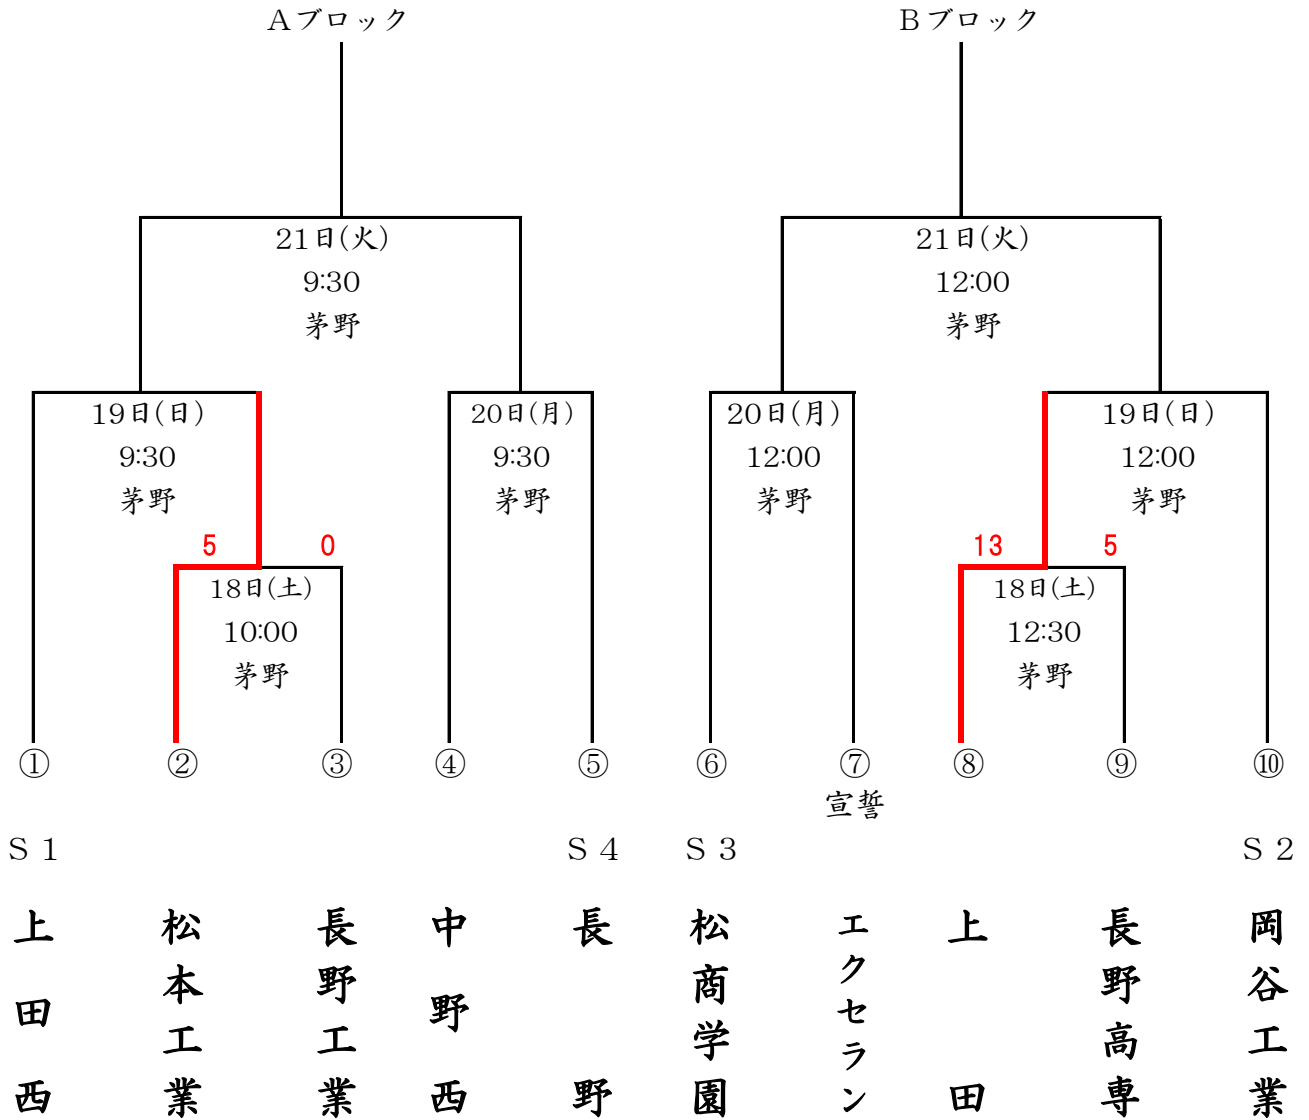 Ａブロック
Ｂブロック
21日(火)
9:30
茅野
21日(火)
12:00
茅野
19日(日)
9:30
茅野
20日(月)
9:30
茅野
20日(月)
12:00
茅野
19日(日)
12:00
茅野
5 0
18日(土)
10:00
茅野
13 5
18日(土)
12:30
茅野
① ② ③ ④ ⑤ ⑥ ⑦ ⑧ ⑨ ⑩
宣誓
Ｓ１ Ｓ４ Ｓ３ Ｓ２
上田西
松本工業
長野工業
中野西
長野
松商学園
エクセラン
上田
長野高専
岡谷工業